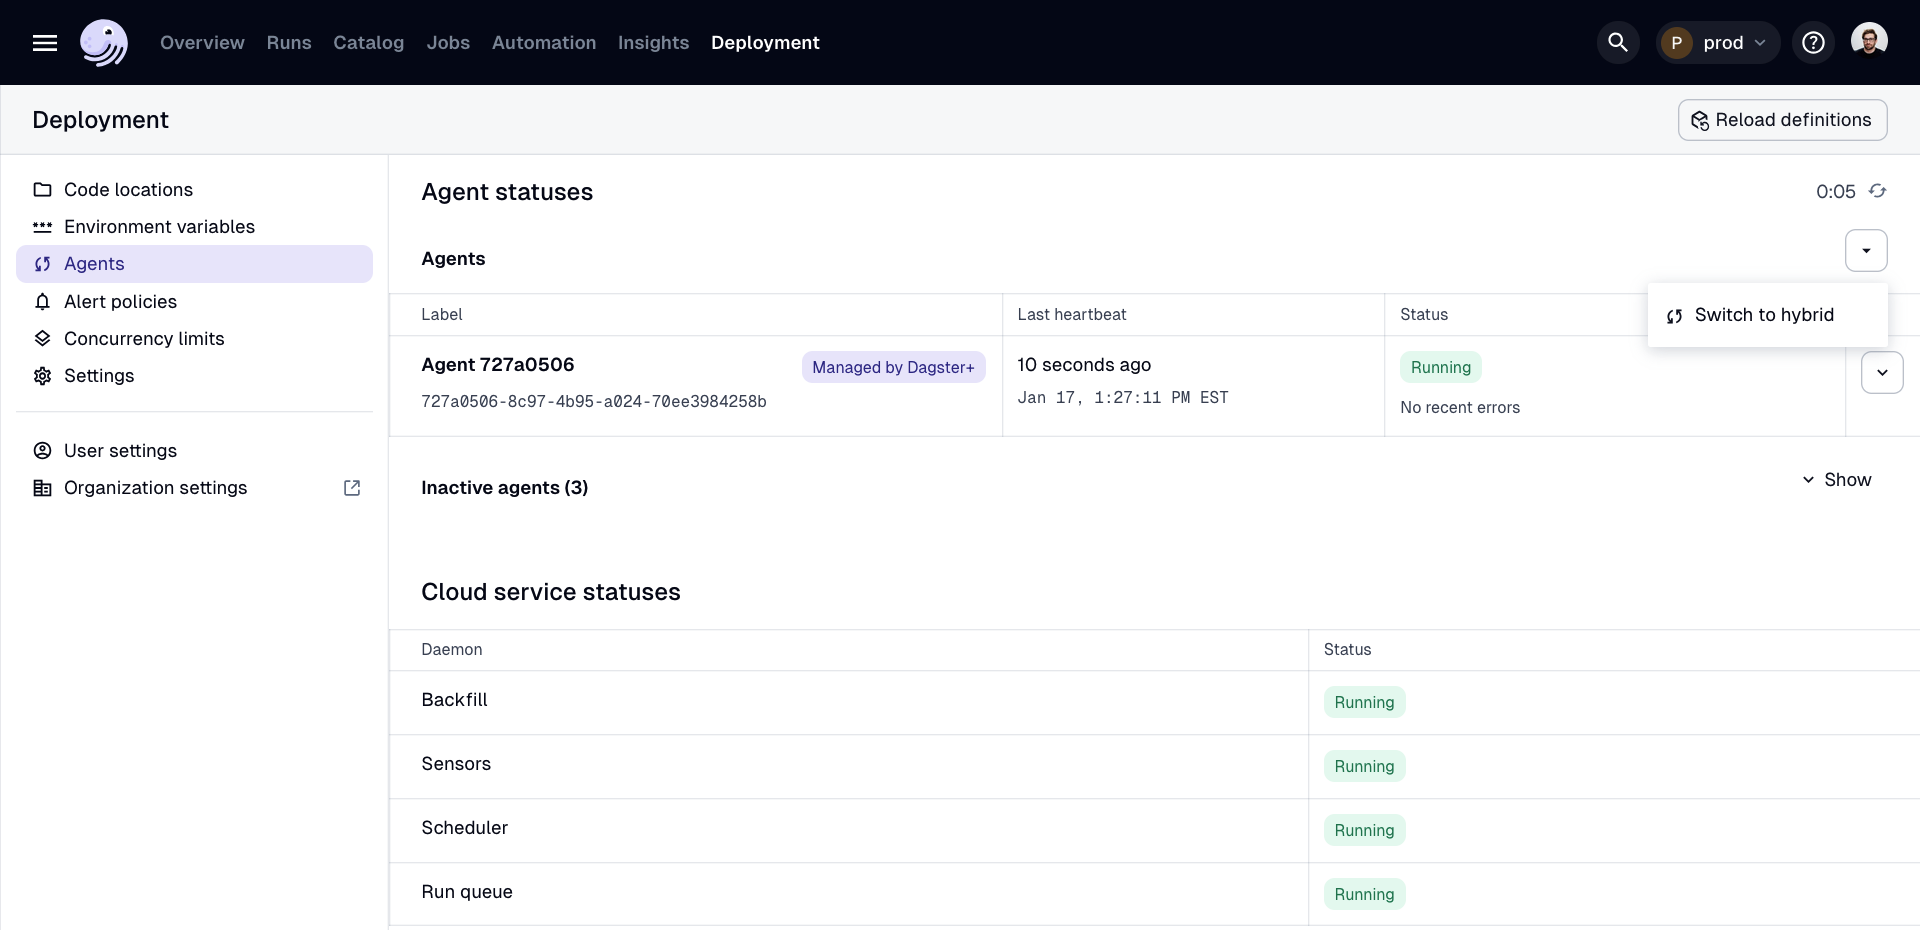 Overview Runs Catalog Jobs Automation Insights Deployment P prod
Deployment Reload definitions
Code locations
Environment variables
Agents
Alert policies
Concurrency limits
Settings
User settings
Organization settings
Agent statuses 0:05
Agents
Switch to hybrid
Label Last heartbeat Status
Agent 727a0506 Managed by Dagster+ 10 seconds ago Running
727a0506-8c97-4b95-a024-70ee3984258b Jan 17, 1:27:11 PM EST No recent errors
Inactive agents (3) Show
Cloud service statuses
Daemon Status
Backfill Running
Sensors Running
Scheduler Running
Run queue Running